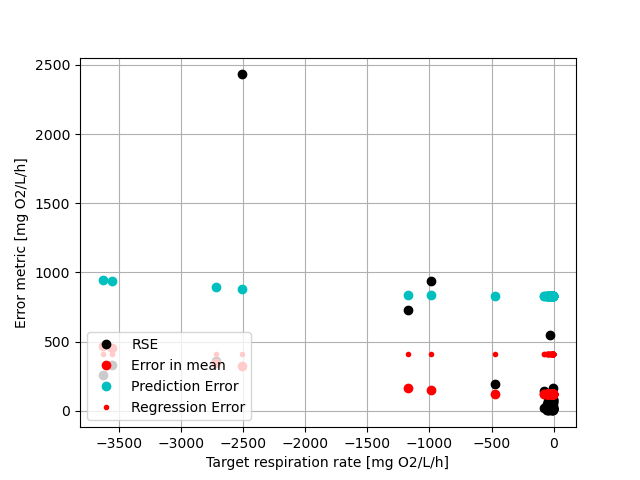 2500
2000
1500
1000
500
0
Error metric [mg O2/L/h]
RSE
Error in mean
Prediction Error
Regression Error
−3500 −3000 −2500 −2000 −1500 −1000 −500 0
Target respiration rate [mg O2/L/h]